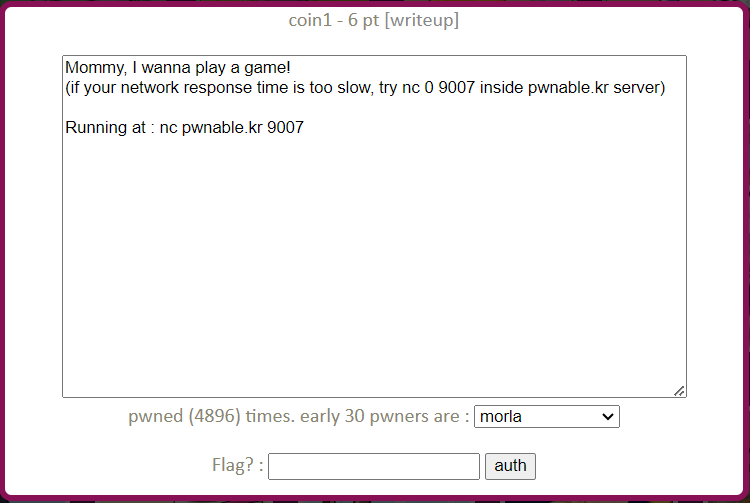 coin1 - 6 pt [writeup]
Mommy, I wanna play a game!
(if your network response time is too slow, try nc 0 9007 inside pwnable.kr server)
Running at : nc pwnable.kr 9007
pwned (4896) times. early 30 pwners are : morla
Flag? : auth